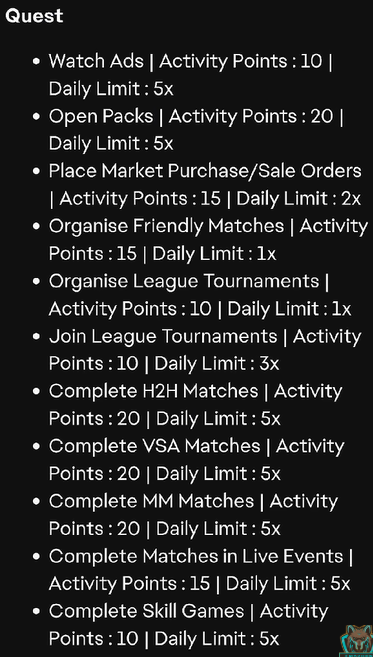 Quest
• Watch Ads | Activity Points : 10 |
Daily Limit : 5x
• Open Packs | Activity Points : 20 |
Daily Limit : 5x
• Place Market Purchase/Sale Orders
| Activity Points : 15 | Daily Limit : 2x
• Organise Friendly Matches | Activity
Points : 15 | Daily Limit : 1x
• Organise League Tournaments |
Activity Points : 10 | Daily Limit : 1x
• Join League Tournaments | Activity
Points : 10 | Daily Limit : 3x
• Complete H2H Matches | Activity
Points : 20 | Daily Limit : 5x
• Complete VSA Matches | Activity
Points : 20 | Daily Limit : 5x
• Complete MM Matches | Activity
Points : 20 | Daily Limit : 5x
• Complete Matches in Live Events |
Activity Points : 15 | Daily Limit : 5x
• Complete Skill Games | Activity
Points : 10 | Daily Limit : 5x